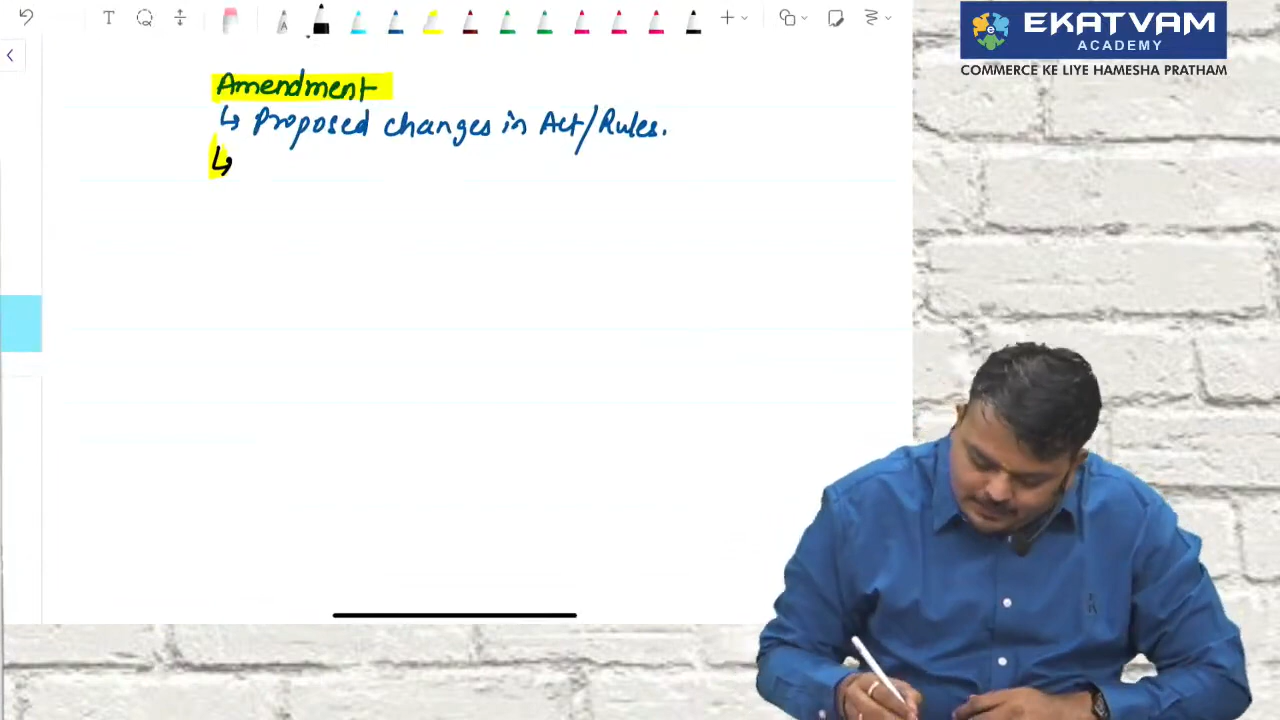 EKATVAM
ACADEMY
COMMERCE KE LIYE HAMESHA PRATHAM
Amendment
↳ Proposed changes in Act/Rules.
↳